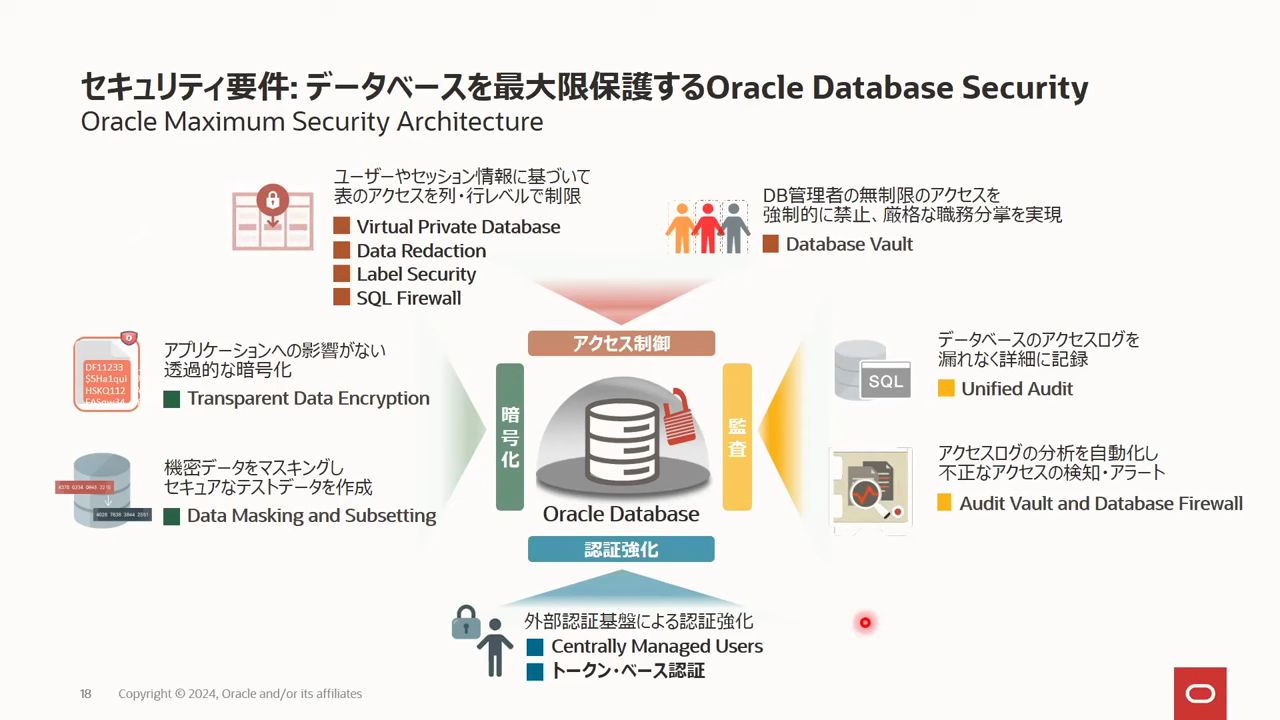 セキュリティ要件: データベースを最大限保護するOracle Database Security
Oracle Maximum Security Architecture
ユーザーやセッション情報に基づいて
表のアクセスを列・行レベルで制限
Virtual Private Database
Data Redaction
Label Security
SQL Firewall
DB管理者の無制限のアクセスを
強制的に禁止、厳格な職務分掌を実現
Database Vault
アクセス制御
アプリケーションへの影響がない
透過的な暗号化
Transparent Data Encryption
DF11233
$5Ha1qui
HSKQ112
機密データをマスキングし
セキュアなテストデータを作成
Data Masking and Subsetting
暗号化
監査
Oracle Database
データベースのアクセスログを
漏れなく詳細に記録
SQL
Unified Audit
アクセスログの分析を自動化し
不正なアクセスの検知・アラート
Audit Vault and Database Firewall
認証強化
外部認証基盤による認証強化
Centrally Managed Users
トークン・ベース認証
18
Copyright © 2024, Oracle and/or its affiliates